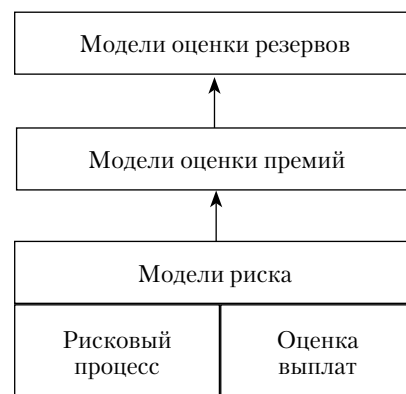 Модели оценки резервов
Модели оценки премий
Модели риска
Рисковый
процесс
Оценка
выплат